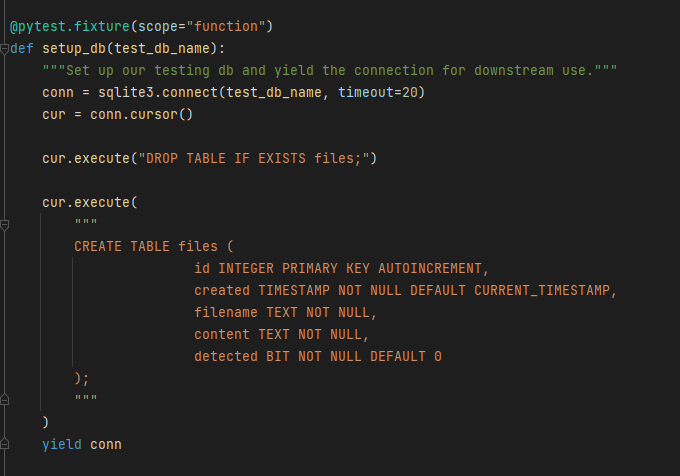 @pytest.fixture(scope="function")
def setup_db(test_db_name):
    """Set up our testing db and yield the connection for downstream use."""
    conn = sqlite3.connect(test_db_name, timeout=20)
    cur = conn.cursor()

    cur.execute("DROP TABLE IF EXISTS files;")

    cur.execute(
        """
        CREATE TABLE files (
                       id INTEGER PRIMARY KEY AUTOINCREMENT,
                       created TIMESTAMP NOT NULL DEFAULT CURRENT_TIMESTAMP,
                       filename TEXT NOT NULL,
                       content TEXT NOT NULL,
                       detected BIT NOT NULL DEFAULT 0
        );
        """
    )
    yield conn